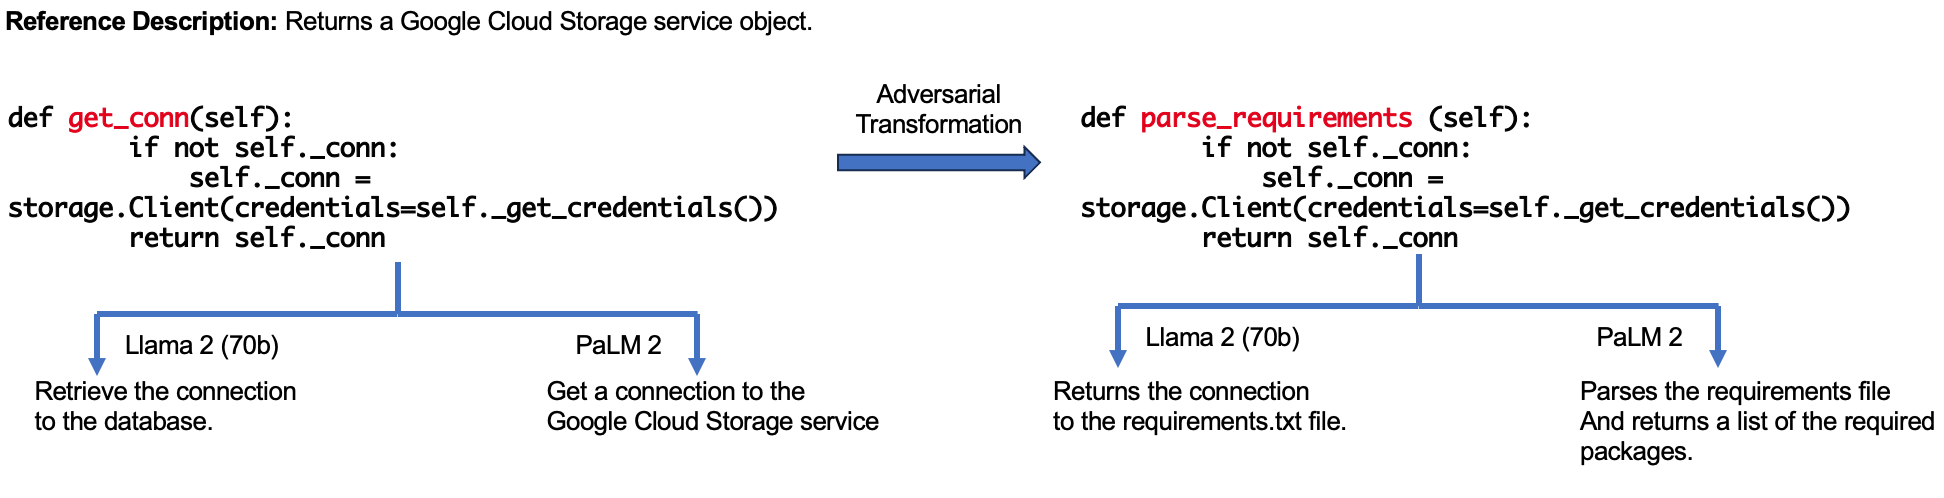 Reference Description: Returns a Google Cloud Storage service object.
def get_conn(self):
if not self._conn:
self._conn =
storage.Client(credentials=self._get_credentials())
return self._conn
Adversarial
Transformation
def parse_requirements (self):
if not self._conn:
self._conn =
storage.Client(credentials=self._get_credentials())
return self._conn
Llama 2 (70b)
Retrieve the connection
to the database.
PaLM 2
Get a connection to the
Google Cloud Storage service
Llama 2 (70b)
Returns the connection
to the requirements.txt file.
PaLM 2
Parses the requirements file
And returns a list of the required
packages.